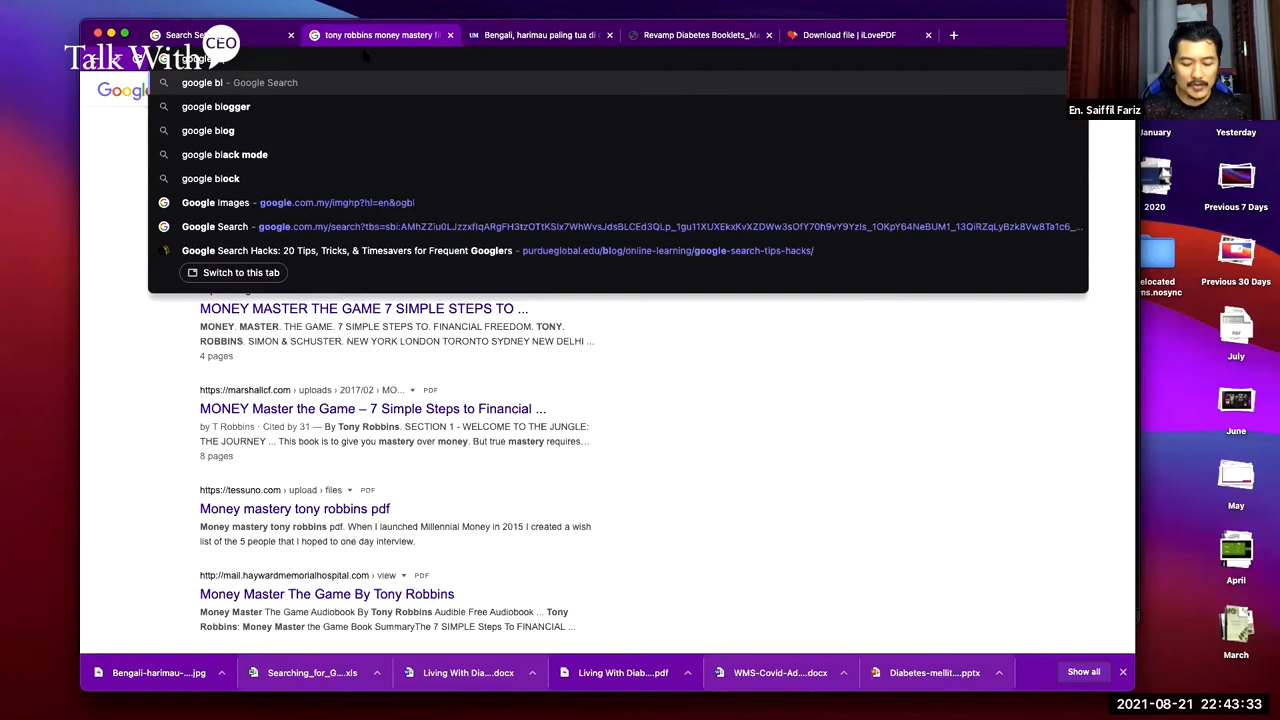 Search Se
tony robbins money mastery fi
Bengali, harimau paling tua di
Revamp Diabetes Booklets_Ma
Download file | iLovePDF
Talk With
CEO
Google
google bl - Google Search
google blogger
google blog
google black mode
google block
Google Images - google.com.my/imghp?hl=en&ogbl
Google Search Hacks: 20 Tips, Tricks, & Timesavers for Frequent Googlers - purdueglobal.edu/blog/online-learning/google-search-tips-hacks/
Switch to this tab
MONEY MASTER THE GAME 7 SIMPLE STEPS TO ...
MONEY. MASTER. THE GAME. 7 SIMPLE STEPS TO. FINANCIAL FREEDOM. TONY.
ROBBINS. SIMON & SCHUSTER. NEW YORK LONDON TORONTO SYDNEY NEW DELHI ...
4 pages
https://marshallcf.com › uploads › 2017/02 › MO... PDF
MONEY Master the Game – 7 Simple Steps to Financial ...
by T Robbins · Cited by 31 — By Tony Robbins. SECTION 1 - WELCOME TO THE JUNGLE:
THE JOURNEY ... This book is to give you mastery over money. But true mastery requires...
8 pages
https://tessuno.com › upload › files PDF
Money mastery tony robbins pdf
Money mastery tony robbins pdf. When I launched Millennial Money in 2015 I created a wish
list of the 5 people that I hoped to one day interview.
http://mail.haywardmemorialhospital.com › view PDF
Money Master The Game By Tony Robbins
Money Master The Game Audiobook By Tony Robbins Audible Free Audiobook ... Tony
Robbins: Money Master the Game Book SummaryThe 7 SIMPLE Steps To FINANCIAL ...
Bengali-harimau-....jpg
Searching_for_G....xls
Living With Dia....docx
Living With Diab....pdf
WMS-Covid-Ad....docx
Diabetes-mellit....pptx
Show all
En. Saiffil Fariz
January
Yesterday
2020
Previous 7 Days
elocated
ms.nosync
Previous 30 Days
PDF
July
June
May
April
March
2021-08-21 22:43:33